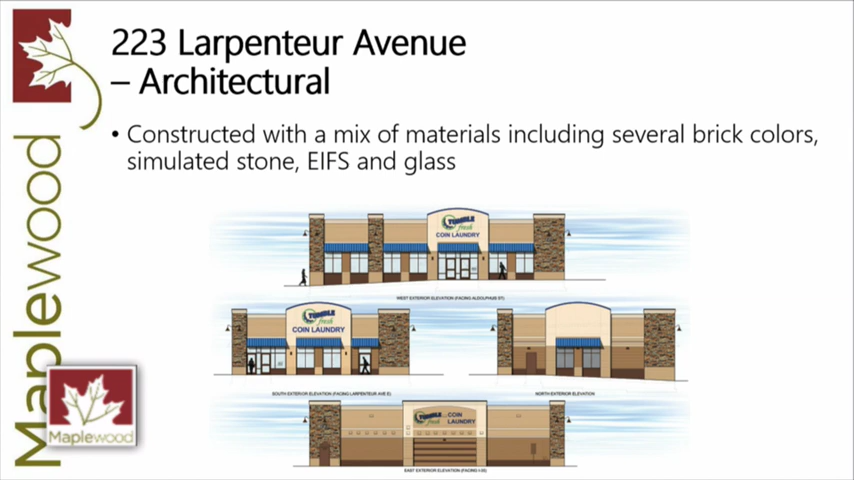 223 Larpenteur Avenue
– Architectural
• Constructed with a mix of materials including several brick colors,
simulated stone, EIFS and glass
Maplewood
TUMBLE
fresh
COIN LAUNDRY
WEST EXTERIOR ELEVATION (FACING ADOLPHUS ST)
TUMBLE
fresh
COIN LAUNDRY
SOUTH EXTERIOR ELEVATION (FACING LARPENTEUR AVE E)
NORTH EXTERIOR ELEVATION
TUMBLE
fresh
COIN
LAUNDRY
EAST EXTERIOR ELEVATION (FACING I-35)
Maplewood